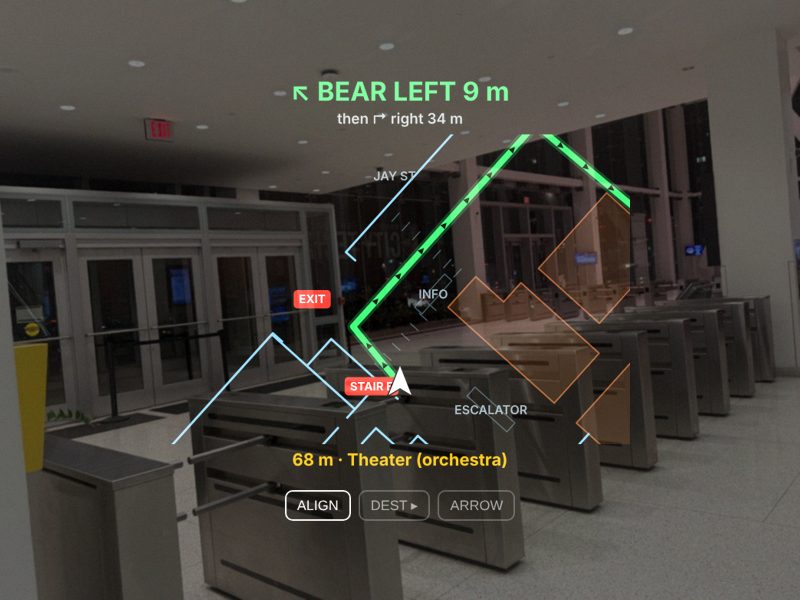 ↖ BEAR LEFT 9 m
then ↱ right 34 m
JAY ST
EXIT
INFO
STAIR
ESCALATOR
68 m · Theater (orchestra)
ALIGN
DEST ▸
ARROW